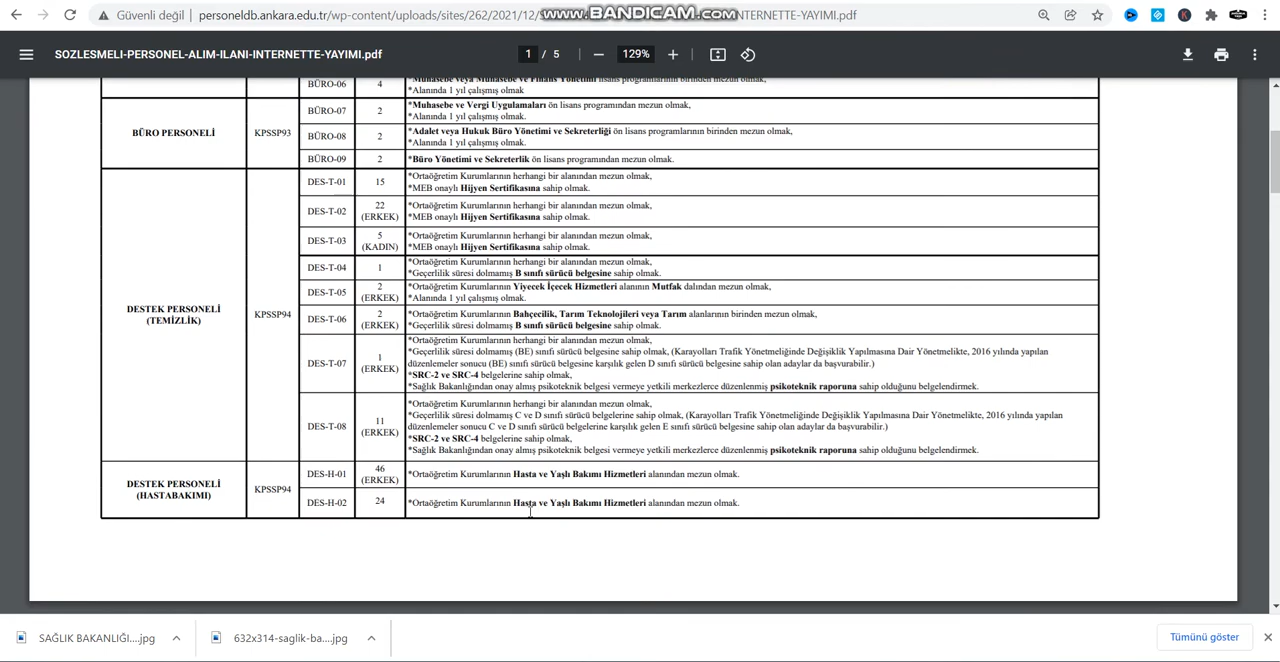 Güvenli değil
personeldb.ankara.edu.tr/wp-content/uploads/sites/262/2021/12/
www.BANDICAM.com
NTERNETTE-YAYIMI.pdf
SOZLESMELI-PERSONEL-ALIM-ILANI-INTERNETTE-YAYIMI.pdf
1 / 5
129%
BÜRO-06 4 *Muhasebe veya Muhasebe ve Finans Yönetimi lisans programlarının birinden mezun olmak,
*Alanında 1 yıl çalışmış olmak
BÜRO PERSONELİ KPSSP93
BÜRO-07 2 *Muhasebe ve Vergi Uygulamaları ön lisans programından mezun olmak,
*Alanında 1 yıl çalışmış olmak.
BÜRO-08 2 *Adalet veya Hukuk Büro Yönetimi ve Sekreterliği ön lisans programlarının birinden mezun olmak,
*Alanında 1 yıl çalışmış olmak.
BÜRO-09 2 *Büro Yönetimi ve Sekreterlik ön lisans programından mezun olmak.
DESTEK PERSONELİ
(TEMİZLİK)
KPSSP94
DES-T-01 15 *Ortaöğretim Kurumlarının herhangi bir alanından mezun olmak,
*MEB onaylı Hijyen Sertifikasına sahip olmak.
DES-T-02 22 (ERKEK) *Ortaöğretim Kurumlarının herhangi bir alanından mezun olmak,
*MEB onaylı Hijyen Sertifikasına sahip olmak.
DES-T-03 5 (KADIN) *Ortaöğretim Kurumlarının herhangi bir alanından mezun olmak,
*MEB onaylı Hijyen Sertifikasına sahip olmak.
DES-T-04 1 *Ortaöğretim Kurumlarının herhangi bir alanından mezun olmak,
*Geçerlilik süresi dolmamış B sınıfı sürücü belgesine sahip olmak.
DES-T-05 2 (ERKEK) *Ortaöğretim Kurumlarının Yiyecek İçecek Hizmetleri alanının Mutfak dalından mezun olmak,
*Alanında 1 yıl çalışmış olmak.
DES-T-06 2 (ERKEK) *Ortaöğretim Kurumlarının Bahçecilik, Tarım Teknolojileri veya Tarım alanlarının birinden mezun olmak,
*Geçerlilik süresi dolmamış B sınıfı sürücü belgesine sahip olmak.
DES-T-07 1 (ERKEK) *Ortaöğretim Kurumlarının herhangi bir alanından mezun olmak,
*Geçerlilik süresi dolmamış (BE) sınıfı sürücü belgesine sahip olmak, (Karayolları Trafik Yönetmeliğinde Değişiklik Yapılmasına Dair Yönetmelikte, 2016 yılında yapılan
düzenlemeler sonucu (BE) sınıfı sürücü belgesine karşılık gelen D sınıfı sürücü belgesine sahip olan adaylar da başvurabilir.)
*SRC-2 ve SRC-4 belgelerine sahip olmak,
*Sağlık Bakanlığından onay almış psikoteknik belgesi vermeye yetkili merkezlerce düzenlenmiş psikoteknik raporuna sahip olduğunu belgelendirmek.
DES-T-08 11 (ERKEK) *Ortaöğretim Kurumlarının herhangi bir alanından mezun olmak,
*Geçerlilik süresi dolmamış C ve D sınıfı sürücü belgelerine sahip olmak, (Karayolları Trafik Yönetmeliğinde Değişiklik Yapılmasına Dair Yönetmelikte, 2016 yılında yapılan
düzenlemeler sonucu C ve D sınıfı sürücü belgelerine karşılık gelen E sınıfı sürücü belgesine sahip olan adaylar da başvurabilir.)
*SRC-2 ve SRC-4 belgelerine sahip olmak,
*Sağlık Bakanlığından onay almış psikoteknik belgesi vermeye yetkili merkezlerce düzenlenmiş psikoteknik raporuna sahip olduğunu belgelendirmek.
DESTEK PERSONELİ
(HASTABAKIMI)
KPSSP94
DES-H-01 46 (ERKEK) *Ortaöğretim Kurumlarının Hasta ve Yaşlı Bakımı Hizmetleri alanından mezun olmak.
DES-H-02 24 *Ortaöğretim Kurumlarının Hasta ve Yaşlı Bakımı Hizmetleri alanından mezun olmak.
SAĞLIK BAKANLIĞI....jpg
632x314-saglik-ba....jpg
Tümünü göster